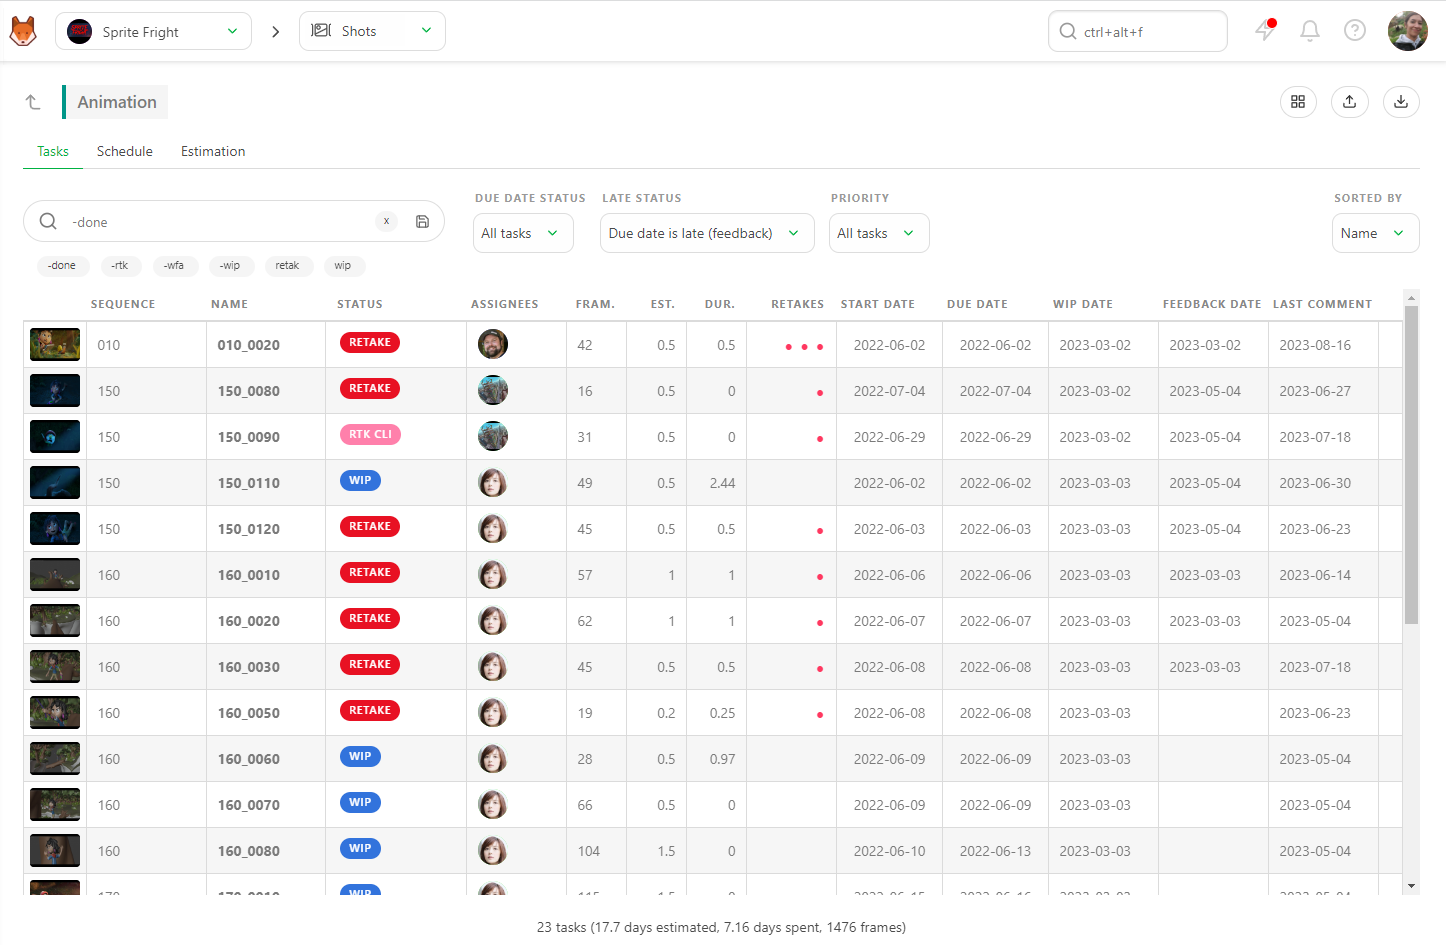 Sprite Fright
Shots
ctrl+alt+f
Animation
Tasks Schedule Estimation
DUE DATE STATUS LATE STATUS PRIORITY SORTED BY
-done x
All tasks Due date is late (feedback) All tasks Name
-done -rtk -wfa -wip retak wip
SEQUENCE NAME STATUS ASSIGNEES FRAM. EST. DUR. RETAKES START DATE DUE DATE WIP DATE FEEDBACK DATE LAST COMMENT
010 010_0020 RETAKE 42 0.5 0.5 2022-06-02 2022-06-02 2023-03-02 2023-03-02 2023-08-16
150 150_0080 RETAKE 16 0.5 0 2022-07-04 2022-07-04 2023-03-02 2023-05-04 2023-06-27
150 150_0090 RTK CLI 31 0.5 0 2022-06-29 2022-06-29 2023-03-02 2023-05-04 2023-07-18
150 150_0110 WIP 49 0.5 2.44 2022-06-02 2022-06-02 2023-03-03 2023-05-04 2023-06-30
150 150_0120 RETAKE 45 0.5 0.5 2022-06-03 2022-06-03 2023-03-03 2023-05-04 2023-06-23
160 160_0010 RETAKE 57 1 1 2022-06-06 2022-06-06 2023-03-03 2023-03-03 2023-06-14
160 160_0020 RETAKE 62 1 1 2022-06-07 2022-06-07 2023-03-03 2023-03-03 2023-05-04
160 160_0030 RETAKE 45 0.5 0.5 2022-06-08 2022-06-08 2023-03-03 2023-03-03 2023-07-18
160 160_0050 RETAKE 19 0.2 0.25 2022-06-08 2022-06-08 2023-03-03 2023-06-23
160 160_0060 WIP 28 0.5 0.97 2022-06-09 2022-06-09 2023-03-03 2023-05-04
160 160_0070 WIP 66 0.5 0 2022-06-09 2022-06-09 2023-03-03 2023-05-04
160 160_0080 WIP 104 1.5 0 2022-06-10 2022-06-13 2023-03-03 2023-05-04
WIP
23 tasks (17.7 days estimated, 7.16 days spent, 1476 frames)